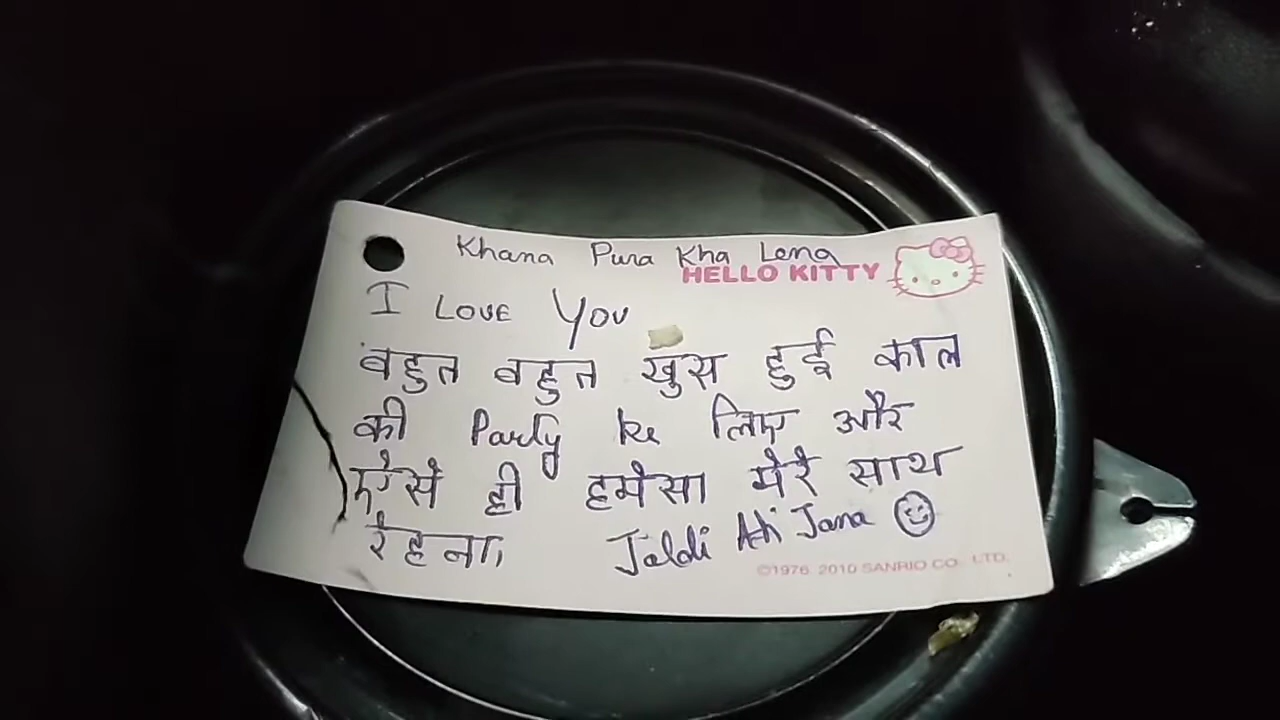 Khana Pura Kha Lena
HELLO KITTY
I LOVE YOU
बहुत बहुत खुस हुई काल
की Party ke लिए और
ऐसे ही हमेसा मेरे साथ
रेहना,
Jaldi Aa Jana
©1976, 2010 SANRIO CO., LTD.